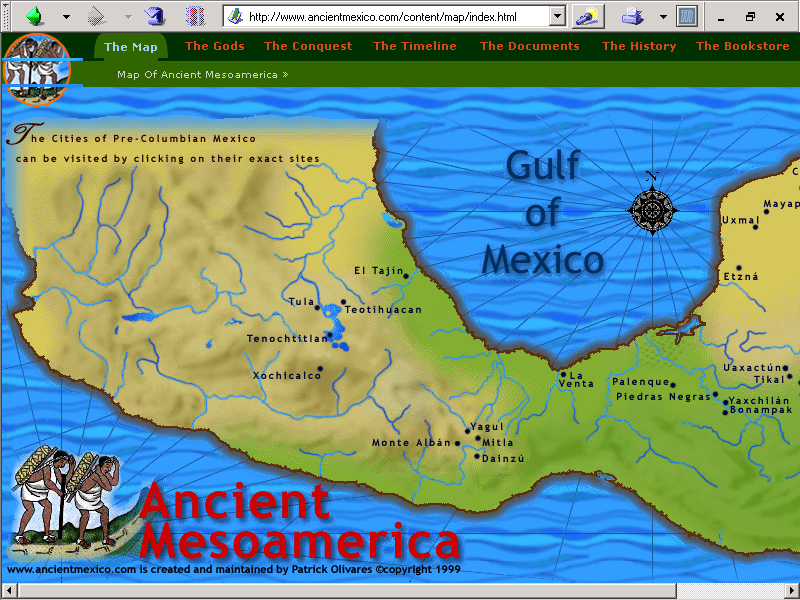 http://www.ancientmexico.com/content/map/index.html
The Map The Gods The Conquest The Timeline The Documents The History The Bookstore
Map Of Ancient Mesoamerica »
The Cities of Pre-Columbian Mexico
can be visited by clicking on their exact sites
Gulf
of
Mexico
N
C
Mayap
Uxmal
Etzná
El Tajín
Tula
Teotihuacan
Tenochtitlan
Xochicalco
La
Venta
Palenque
Piedras Negras
Uaxactún
Tikal
Yaxchilán
Bonampak
Yagul
Monte Albán
Mitla
Dainzú
Ancient
Mesoamerica
www.ancientmexico.com is created and maintained by Patrick Olivares ©copyright 1999